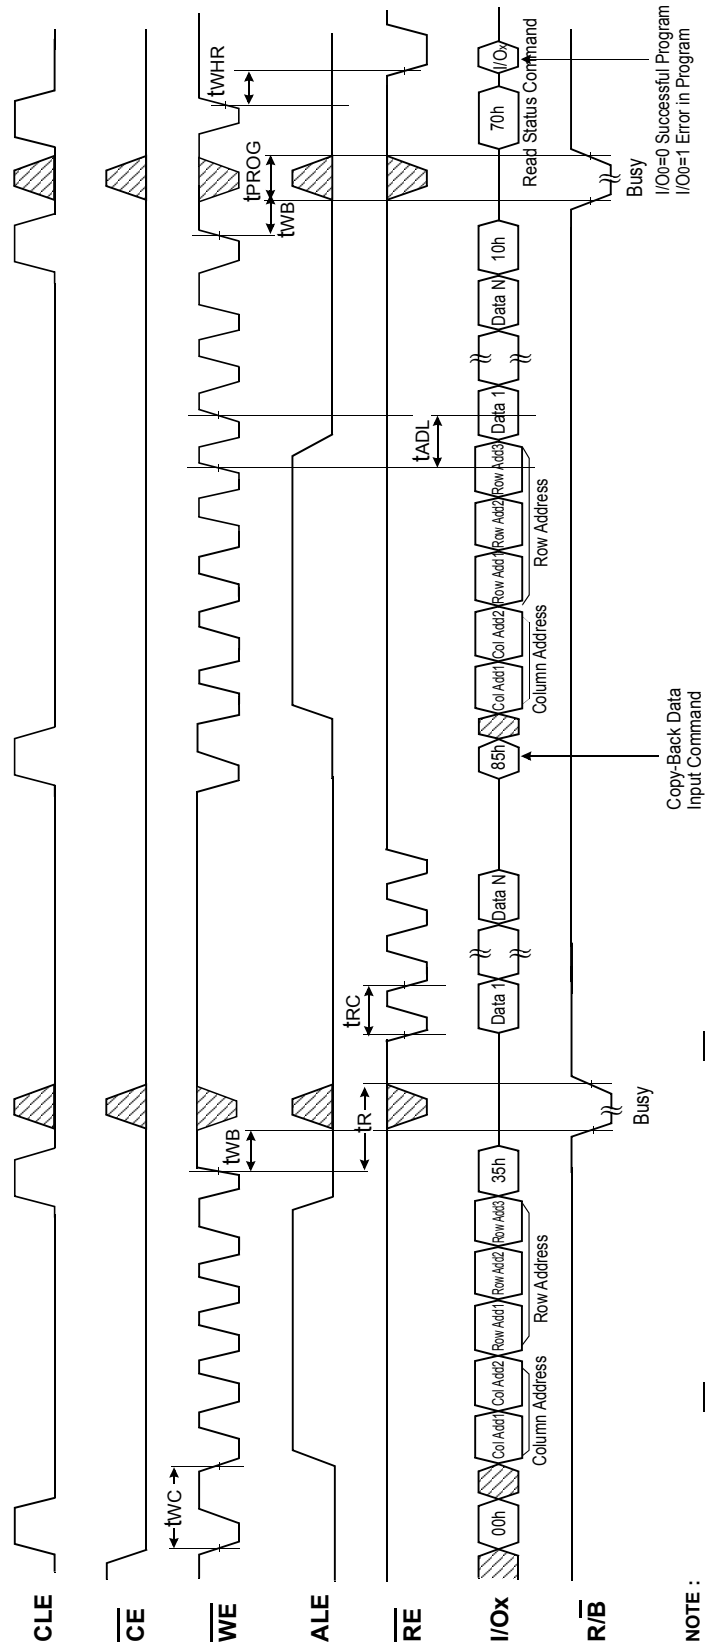 CLE
tWC
CE
WE
tWB
tWB
tPROG
tWHR
ALE
tR
tRC
tADL
RE
I/Ox
00h
Col Add1
Col Add2
Row Add1
Row Add2
Row Add3
35h
Data 1
Data N
85h
Col Add1
Col Add2
Row Add1
Row Add2
Row Add3
Data 1
Data N
10h
70h
I/Ox
Column Address
Row Address
Column Address
Row Address
Read Status Command
R/B
Busy
Busy
Copy-Back Data
Input Command
I/O0=0 Successful Program
I/O0=1 Error in Program
NOTE :